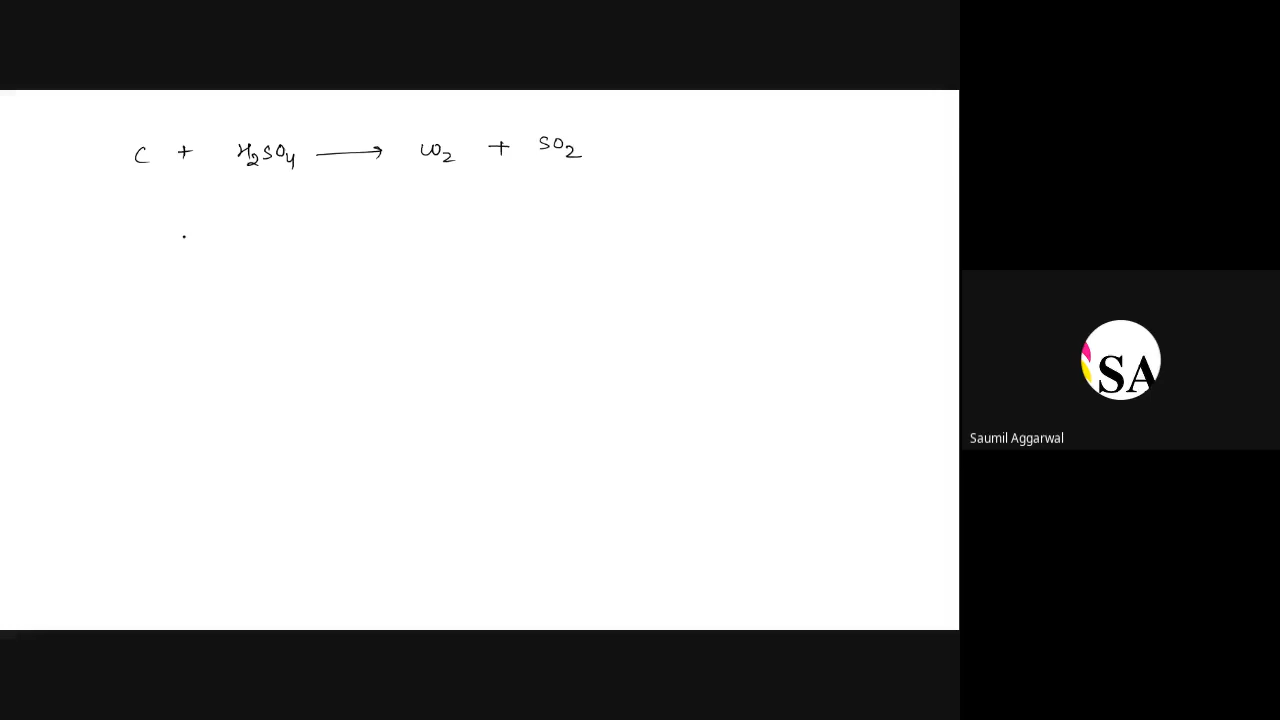 C + H₂SO₄ ⟶ CO₂ + SO₂
SA
Saumil Aggarwal